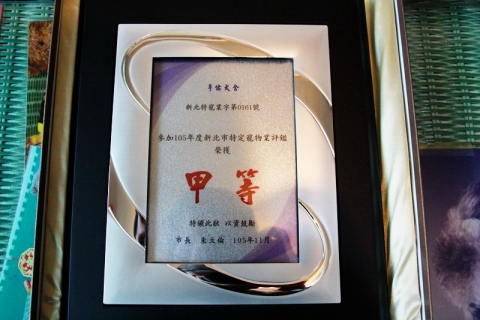 亨佑犬舍
新北特寵業字第0161號
參加105年度新北市特定寵物業評鑑
榮獲
甲等
特頒此狀 以資鼓勵
市長 朱立倫 105年11月